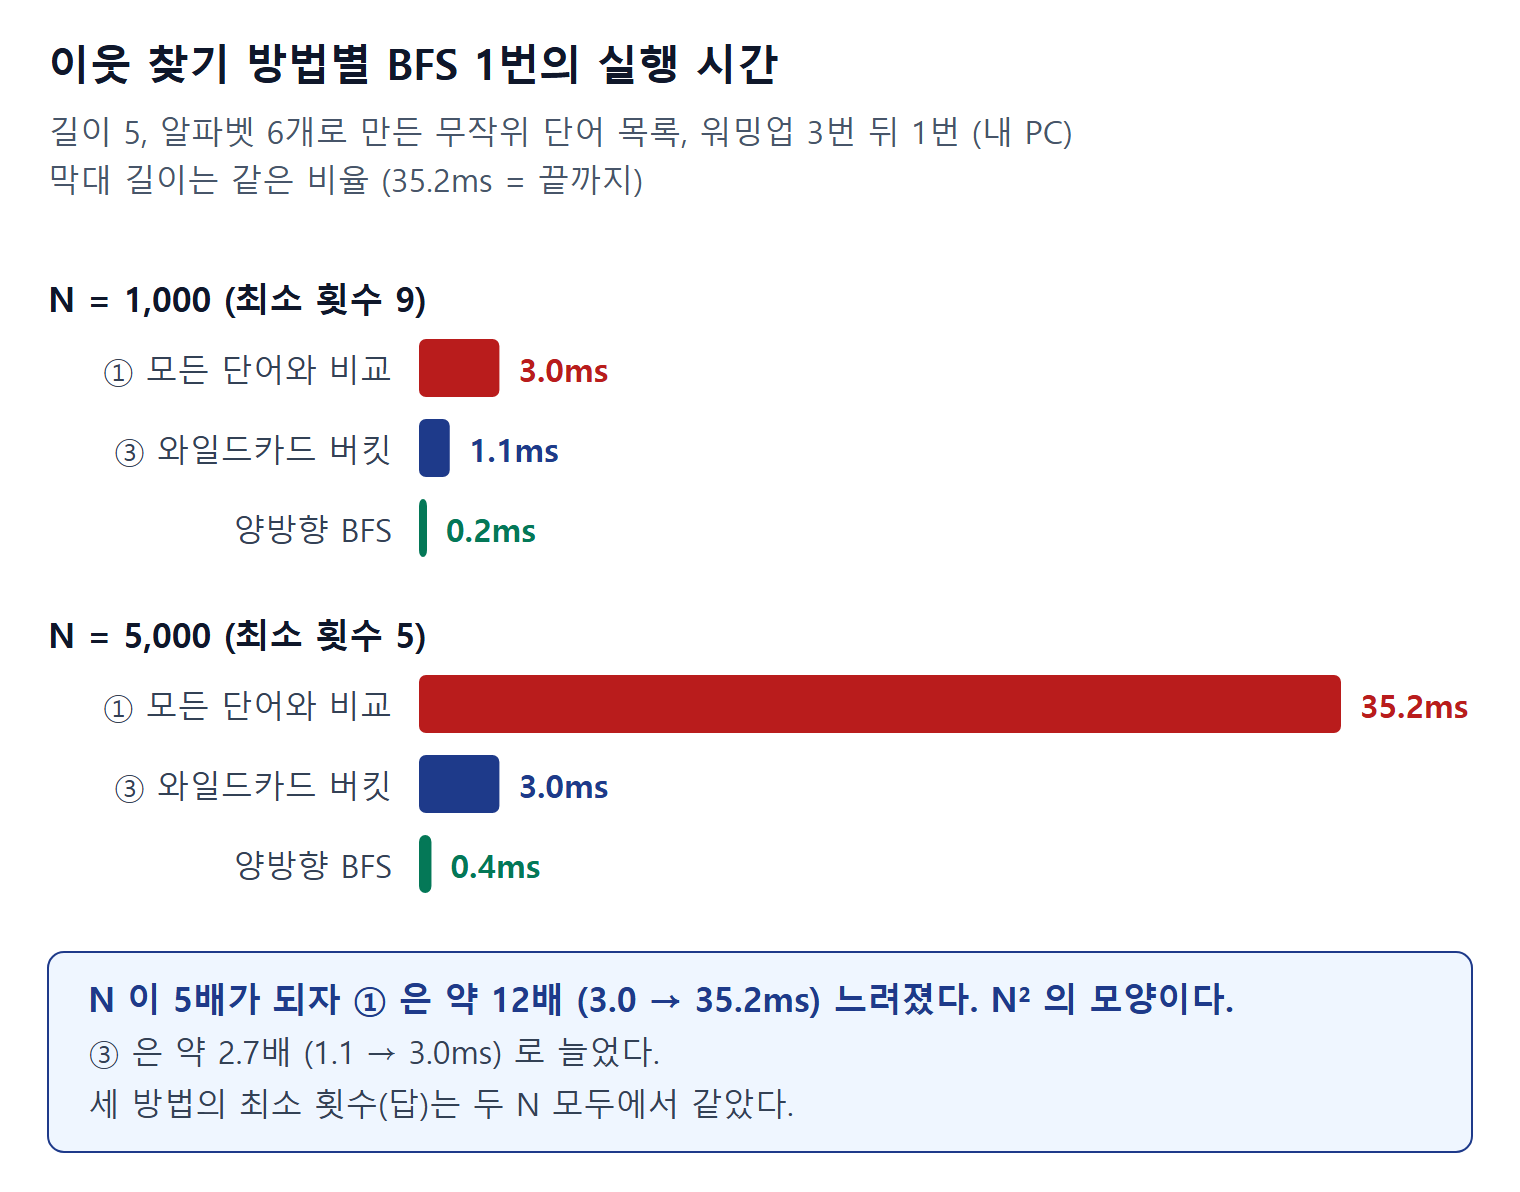 이웃 찾기 방법별 BFS 1번의 실행 시간
길이 5, 알파벳 6개로 만든 무작위 단어 목록, 워밍업 3번 뒤 1번 (내 PC)
막대 길이는 같은 비율 (35.2ms = 끝까지)
N = 1,000 (최소 횟수 9)
① 모든 단어와 비교 3.0ms
③ 와일드카드 버킷 1.1ms
양방향 BFS 0.2ms
N = 5,000 (최소 횟수 5)
① 모든 단어와 비교 35.2ms
③ 와일드카드 버킷 3.0ms
양방향 BFS 0.4ms
N 이 5배가 되자 ① 은 약 12배 (3.0 → 35.2ms) 느려졌다. N² 의 모양이다.
③ 은 약 2.7배 (1.1 → 3.0ms) 로 늘었다.
세 방법의 최소 횟수(답)는 두 N 모두에서 같았다.